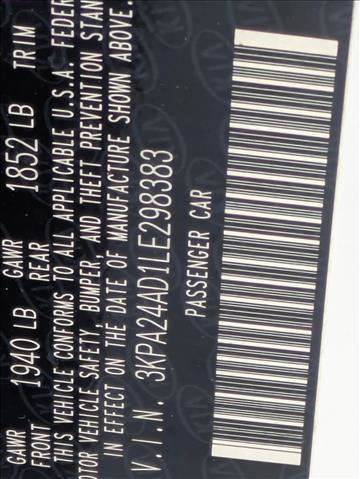 GAWR 1940 LB GAWR 1852 LB TRIM
FRONT REAR
THIS VEHICLE CONFORMS TO ALL APPLICABLE U.S.A. FEDER
OTOR VEHICLE SAFETY, BUMPER, AND THEFT PREVENTION STAN
IN EFFECT ON THE DATE OF MANUFACTURE SHOWN ABOVE.
V.I.N. 3KPA24AD1LE298383
PASSENGER CAR